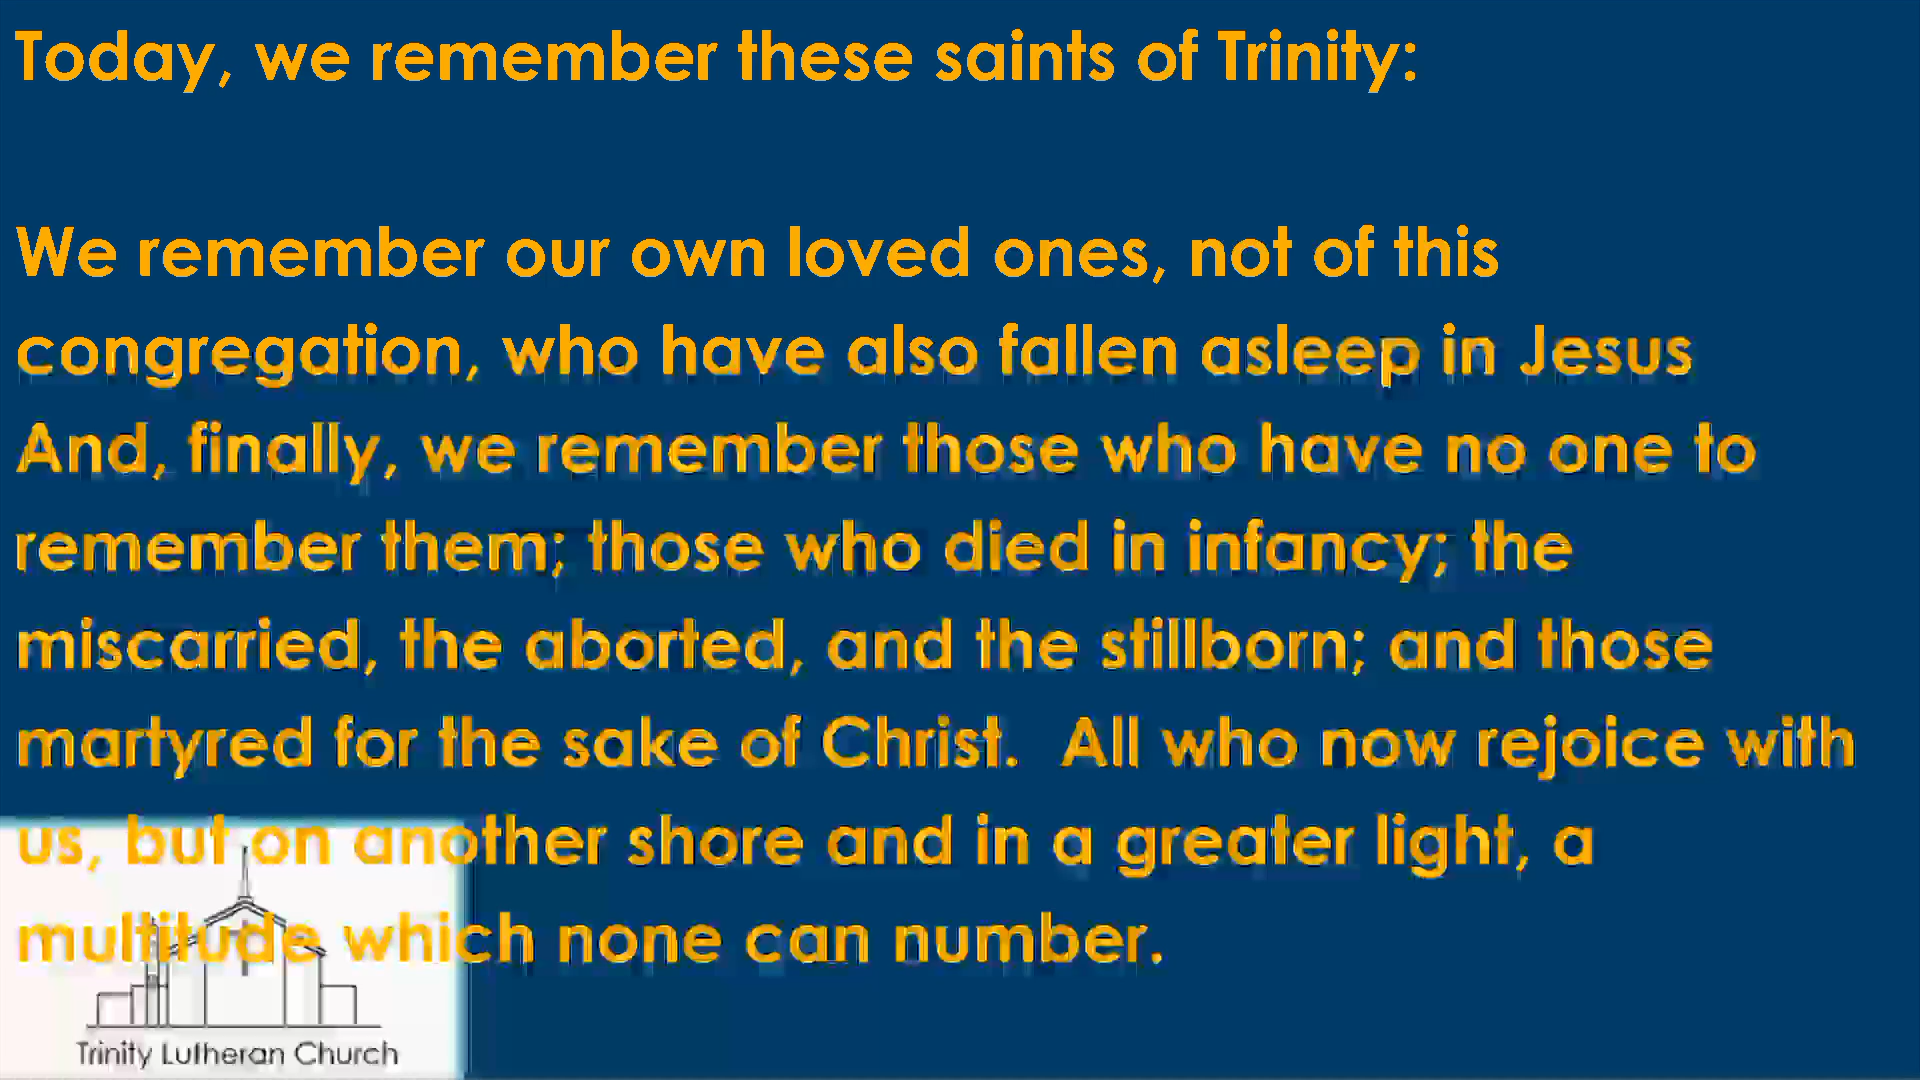 Today, we remember these saints of Trinity:
We remember our own loved ones, not of this
congregation, who have also fallen asleep in Jesus
And, finally, we remember those who have no one to
remember them; those who died in infancy; the
miscarried, the aborted, and the stillborn; and those
martyred for the sake of Christ.  All who now rejoice with
us, but on another shore and in a greater light, a
multitude which none can number.
Trinity Lutheran Church